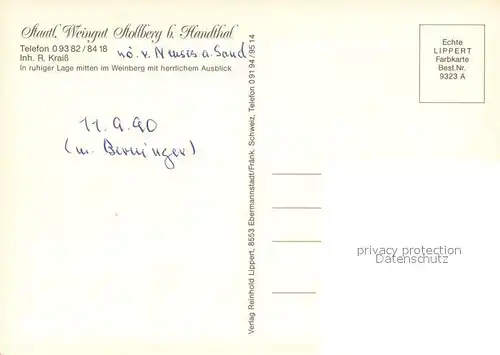 Staatl. Weingut Stollberg b. Handthal
Telefon 0 93 82 / 84 18
Inh. R. Kraiß
nö. v. Neuses a. Sand
In ruhiger Lage mitten im Weinberg mit herrlichem Ausblick
11.9.90
(m. Berninger)
Verlag Reinhold Lippert, 8553 Ebermannstadt/Fränk. Schweiz, Telefon 0 91 94 / 95 14
Echte
LIPPERT
Farbkarte
Best.Nr.
9323 A
privacy protection
Datenschutz